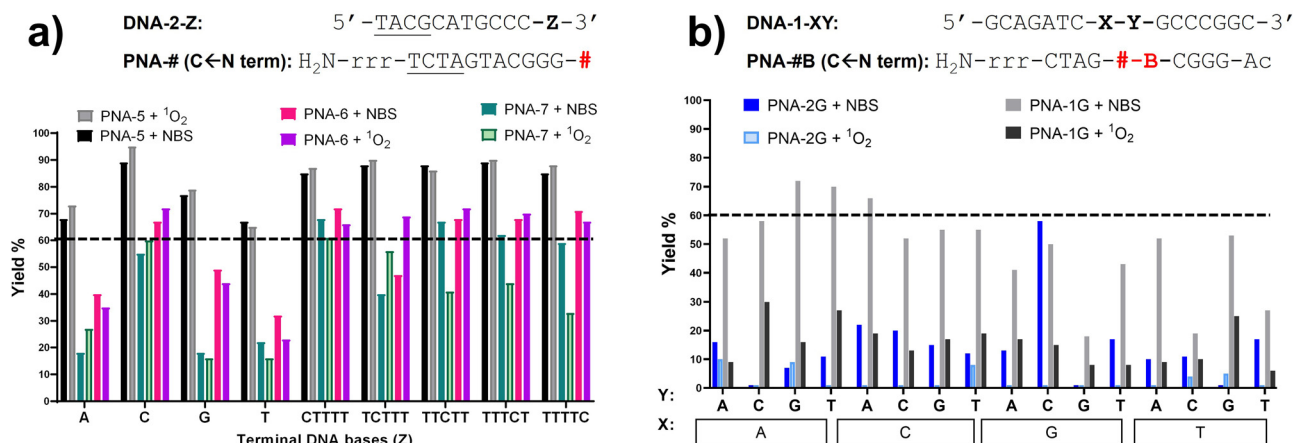 a)
DNA-2-Z: 5′-TACGCATGCCC-Z-3′
PNA-# (C←N term): H2N-rrr-TCTAGTACGGG-#
PNA-5 + ¹O₂
PNA-5 + NBS
PNA-6 + NBS
PNA-6 + ¹O₂
PNA-7 + NBS
PNA-7 + ¹O₂
Yield %
100
90
80
70
60
50
40
30
20
10
0
A C G T CTTTT TCTTT TTCTT TTTCT TTTTC
Terminal DNA bases (Z)
b)
DNA-1-XY: 5′-GCAGATC-X-Y-GCCCGGC-3′
PNA-#B (C←N term): H2N-rrr-CTAG-#-B-CGGG-Ac
PNA-2G + NBS
PNA-2G + ¹O₂
PNA-1G + NBS
PNA-1G + ¹O₂
Yield %
100
90
80
70
60
50
40
30
20
10
0
Y: A C G T A C G T A C G T A C G T
X: A C G T